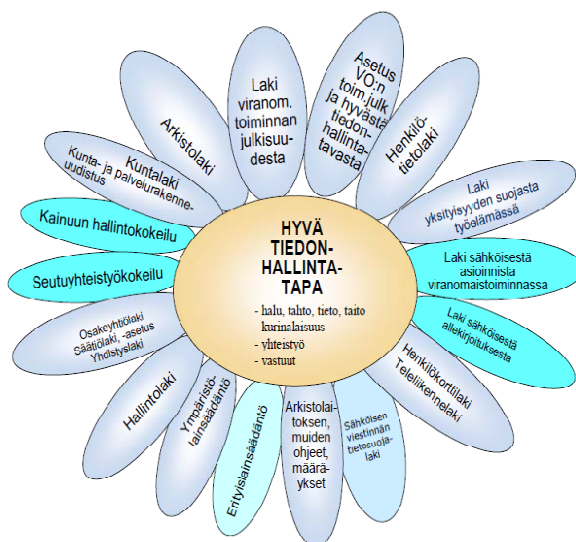 HYVÄ
TIEDON-
HALLINTA-
TAPA
- halu, tahto, tieto, taito
kurinalaisuus
- yhteistyö
- vastuut
Laki
viranom.
toiminnan
julkisuu-
desta
Asetus
VO:n
toim.julk
ja hyvästä
tiedon-
hallinta-
tavasta
Henkilö-
tietolaki
Laki
yksityisyyden suojasta
työelämässä
Laki sähköisestä
asioinnista
viranomaistoiminnassa
Laki sähköisestä
allekirjoituksesta
Henkilökorttilaki
Teleliikennelaki
Sähköisen
viestinnän
tietosuoja-
laki
Arkistolai-
toksen,
muiden
ohjeet,
määrä-
ykset
Erityislainsäädäntö
Ympäristö-
lainsäädäntö
Hallintolaki
Osakeyhtiölaki
Säätiölaki, -asetus
Yhdistyslaki
Seutuyhteistyökokeilu
Kainuun hallintokokeilu
Kuntalaki
Kunta- ja palvelurakenne-
uudistus
Arkistolaki